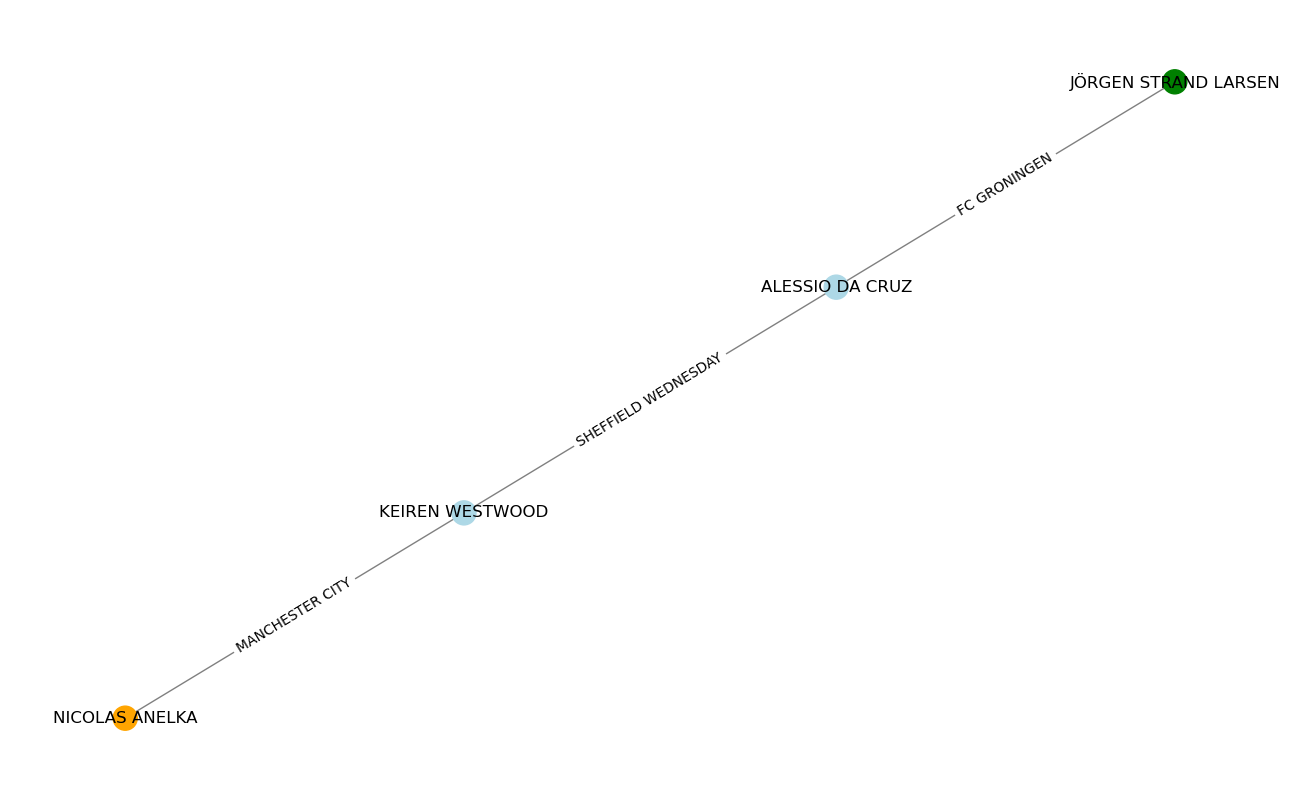 JÖRGEN STRAND LARSEN
FC GRONINGEN
ALESSIO DA CRUZ
SHEFFIELD WEDNESDAY
KEIREN WESTWOOD
MANCHESTER CITY
NICOLAS ANELKA